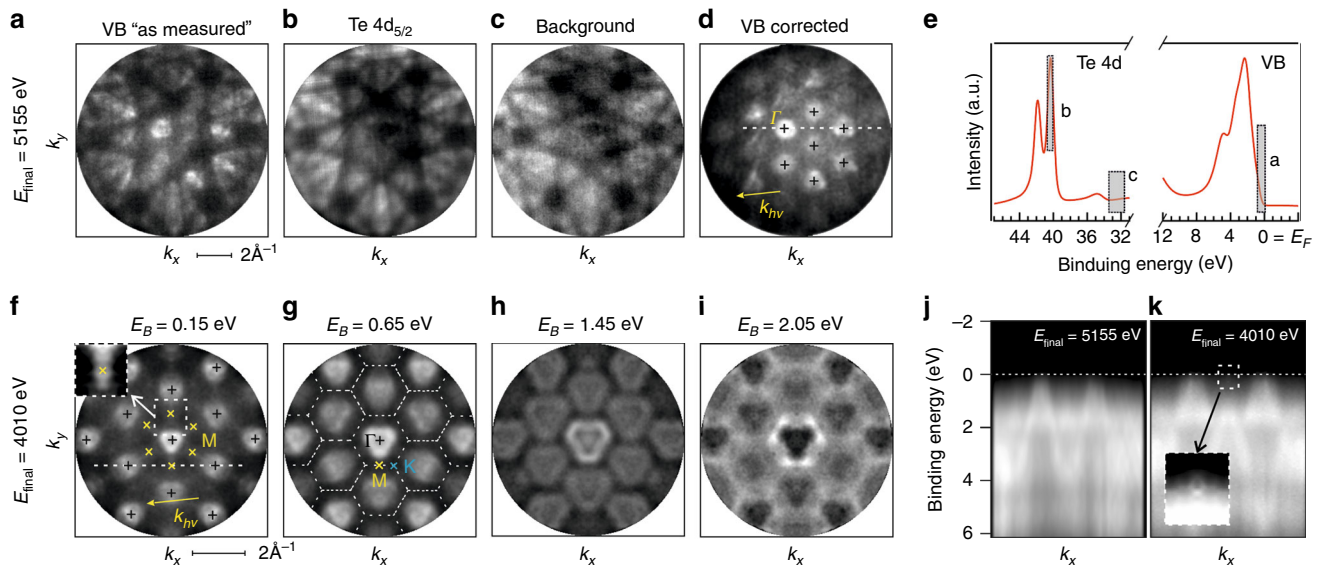 a
VB "as measured"
b
Te 4d5/2
c
Background
d
VB corrected
e
Efinal = 5155 eV
ky
Γ
khν
kx
2Å–1
kx
kx
kx
Intensity (a.u.)
Te 4d
VB
b
c
a
44
40
36
32
12
8
4
0 = EF
Binduing energy (eV)
f
EB = 0.15 eV
g
EB = 0.65 eV
h
EB = 1.45 eV
i
EB = 2.05 eV
j
k
Efinal = 4010 eV
ky
M
khν
Γ
K
M
kx
2Å–1
kx
kx
kx
Binding energy (eV)
–2
0
2
4
6
Efinal = 5155 eV
Efinal = 4010 eV
kx
kx